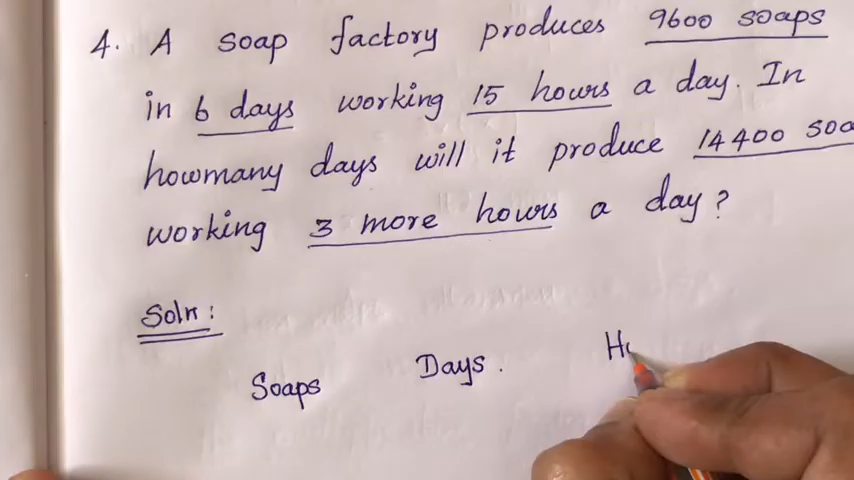 4. A soap factory produces 9600 soaps
in 6 days working 15 hours a day. In
howmany days will it produce 14400
working 3 more hours a day?
Soln:
Soaps Days.